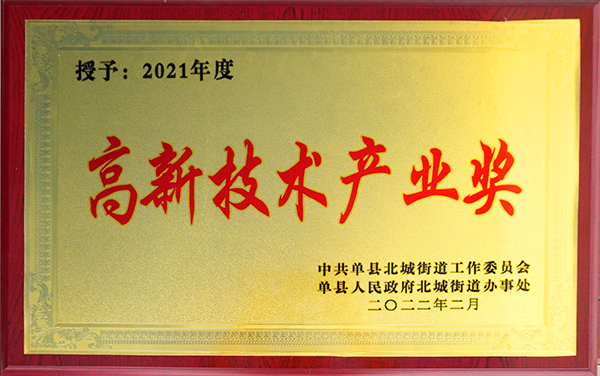 授予：2021年度
高新技术产业奖
中共单县北城街道工作委员会
单县人民政府北城街道办事处
二〇二二年二月